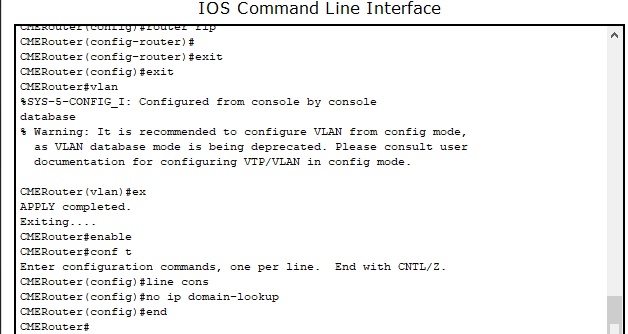 IOS Command Line Interface
CMERouter(config)#router rip
CMERouter(config-router)#
CMERouter(config-router)#exit
CMERouter(config)#exit
CMERouter#vlan
%SYS-5-CONFIG_I: Configured from console by console
database
% Warning: It is recommended to configure VLAN from config mode,
as VLAN database mode is being deprecated. Please consult user
documentation for configuring VTP/VLAN in config mode.
CMERouter(vlan)#ex
APPLY completed.
Exiting....
CMERouter#enable
CMERouter#conf t
Enter configuration commands, one per line. End with CNTL/Z.
CMERouter(config)#line cons
CMERouter(config)#no ip domain-lookup
CMERouter(config)#end
CMERouter#